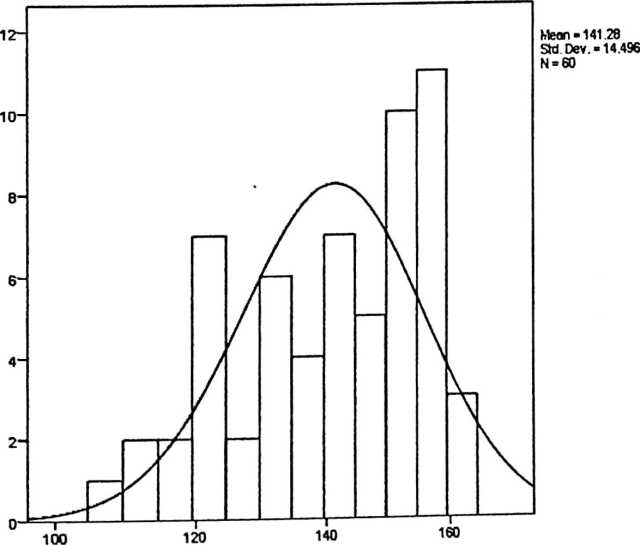 Mean = 141.28
Std. Dev. = 14.496
N = 60
12
10
8
6
4
2
0
100 120 140 160